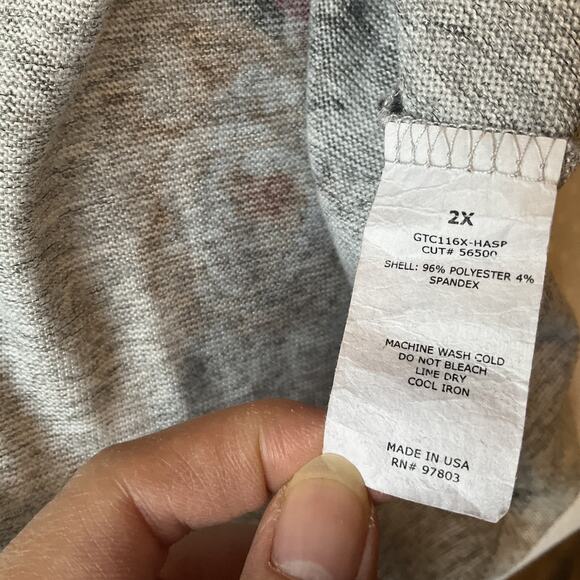 2X
GTC116X-HASP
CUT# 56500
SHELL: 96% POLYESTER 4%
SPANDEX
MACHINE WASH COLD
DO NOT BLEACH
LINE DRY
COOL IRON
MADE IN USA
RN# 97803